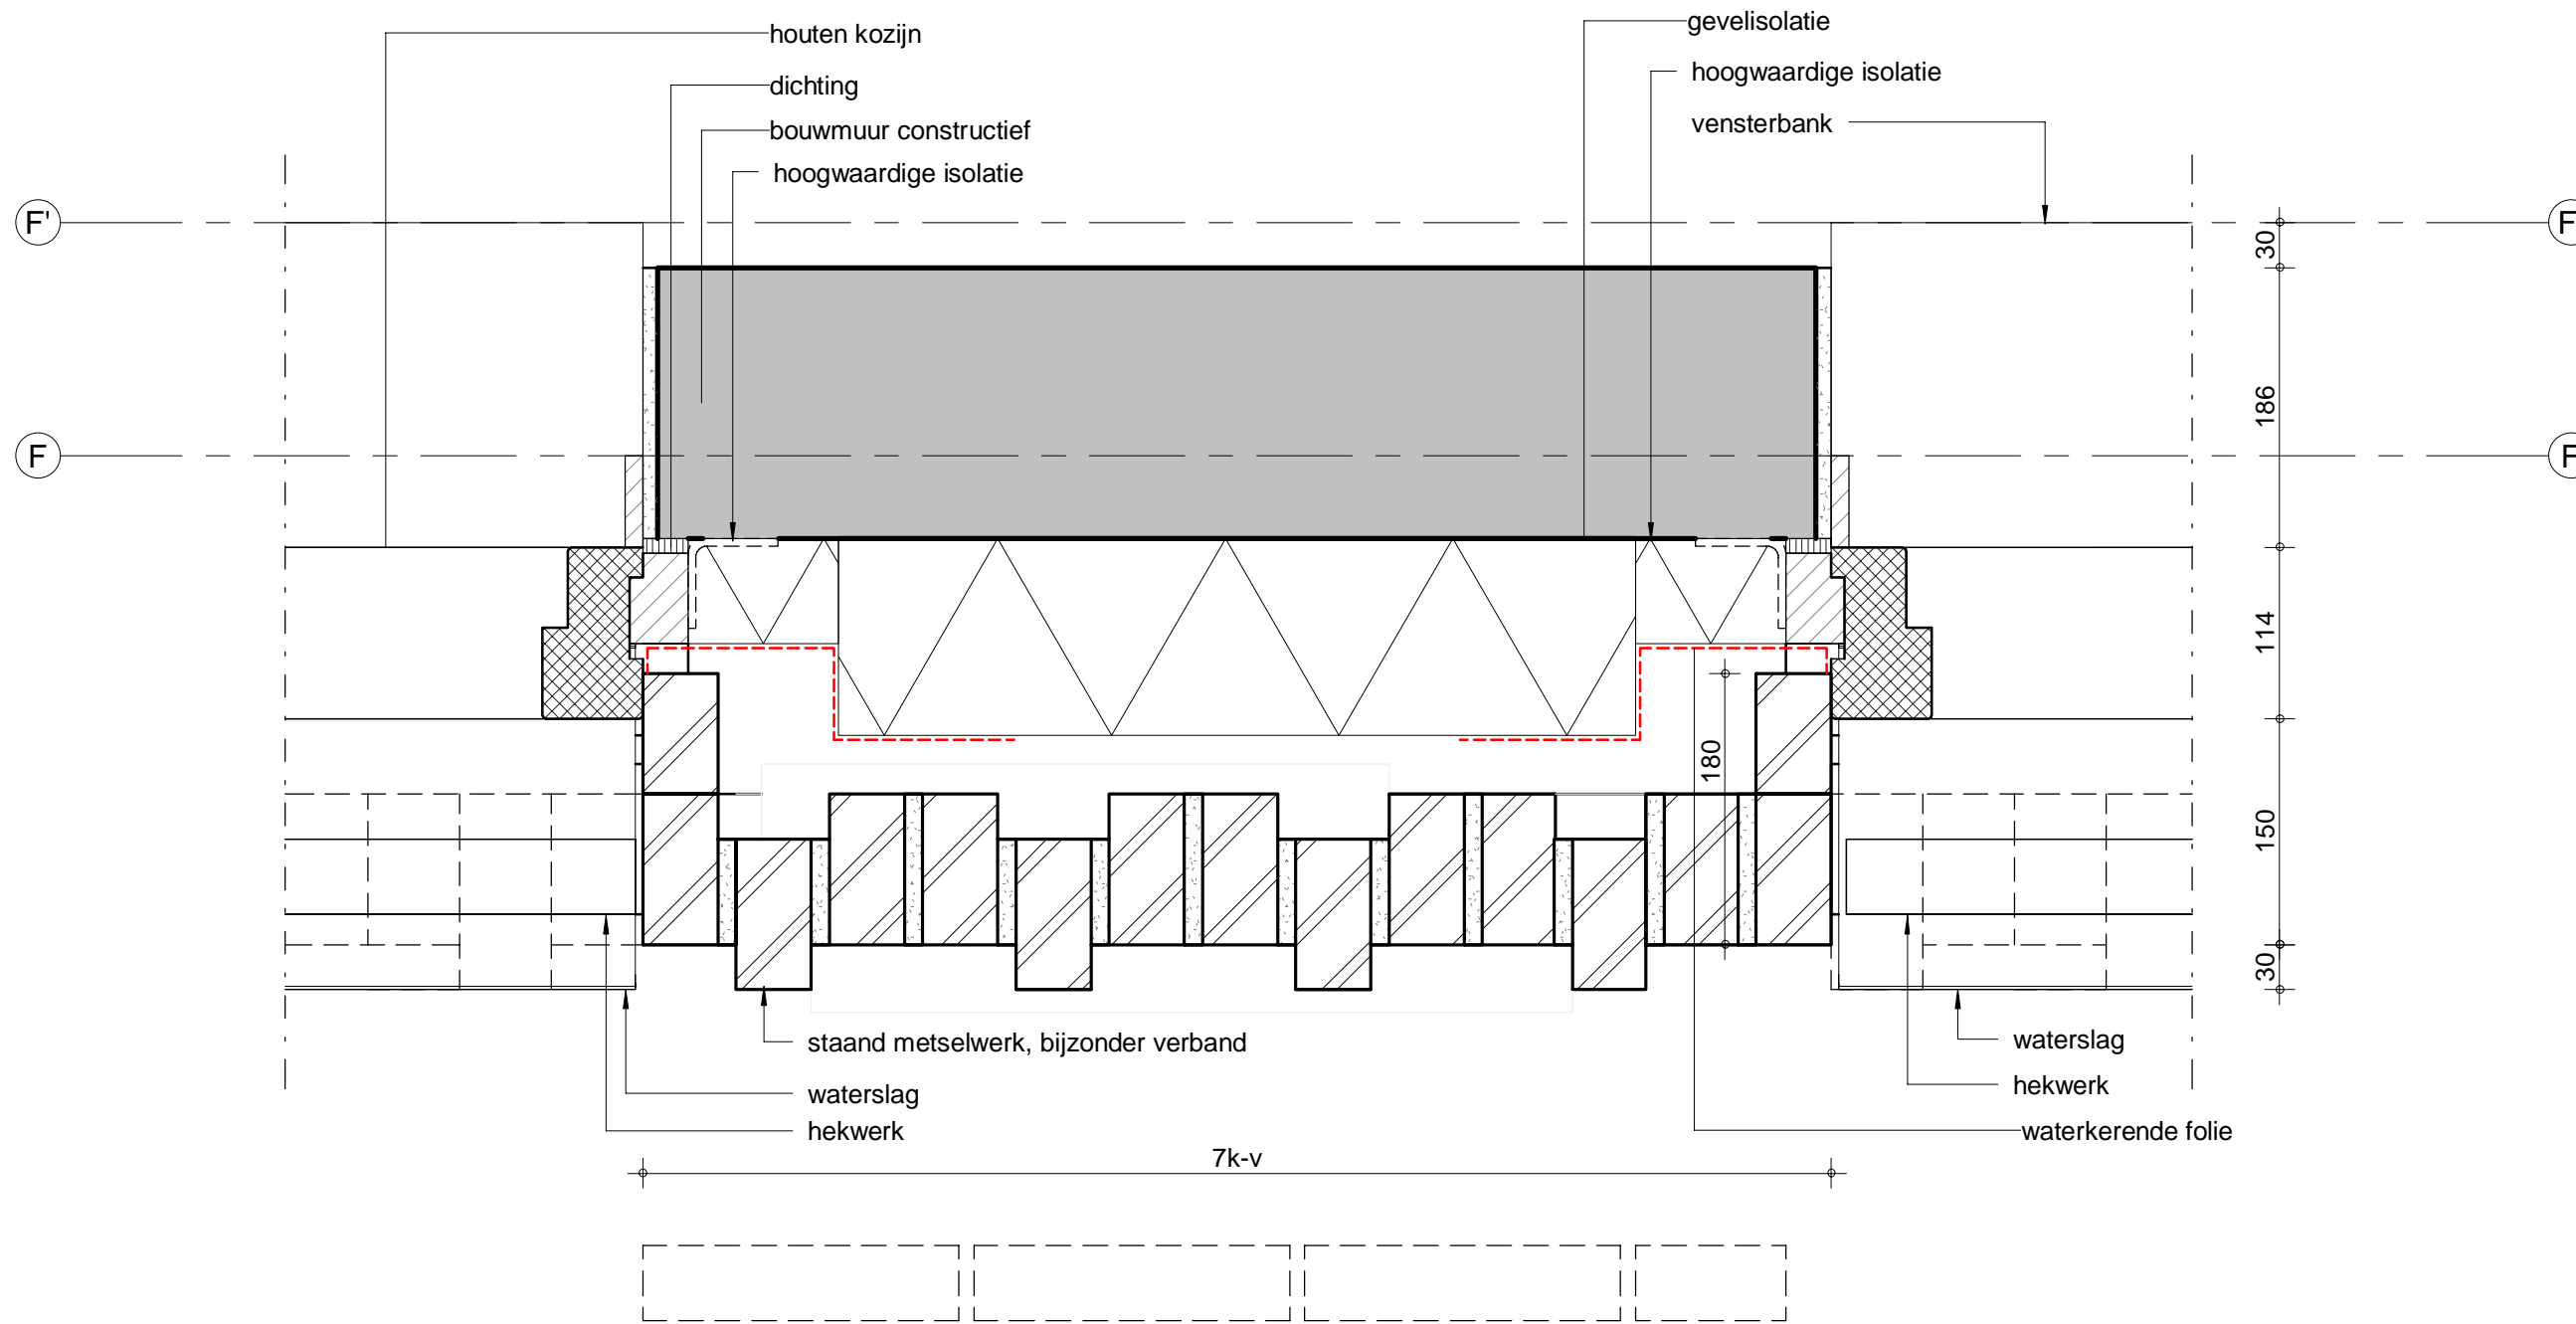 houten kozijn
dichting
bouwmuur constructief
hoogwaardige isolatie
gevelisolatie
hoogwaardige isolatie
vensterbank
F'
F
F
F
30
186
114
150
30
180
staand metselwerk, bijzonder verband
waterslag
hekwerk
waterslag
hekwerk
waterkerende folie
7k-v